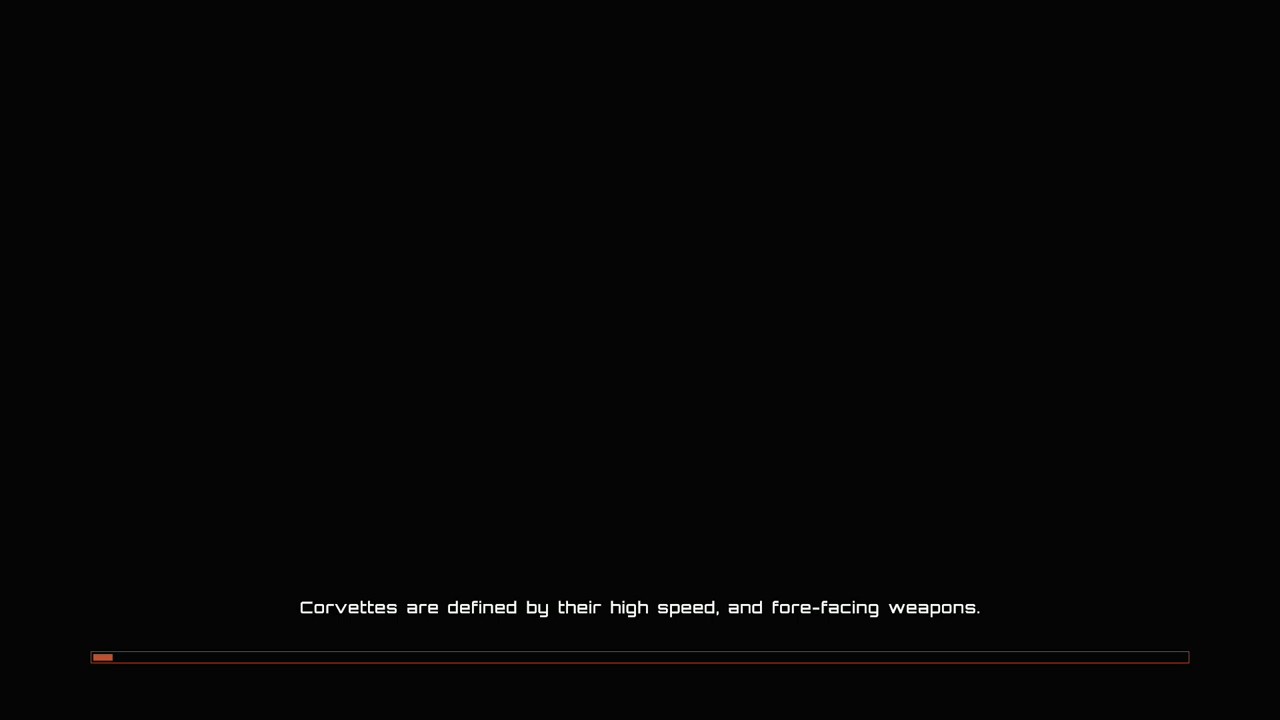 Corvettes are defined by their high speed, and fore-facing weapons.